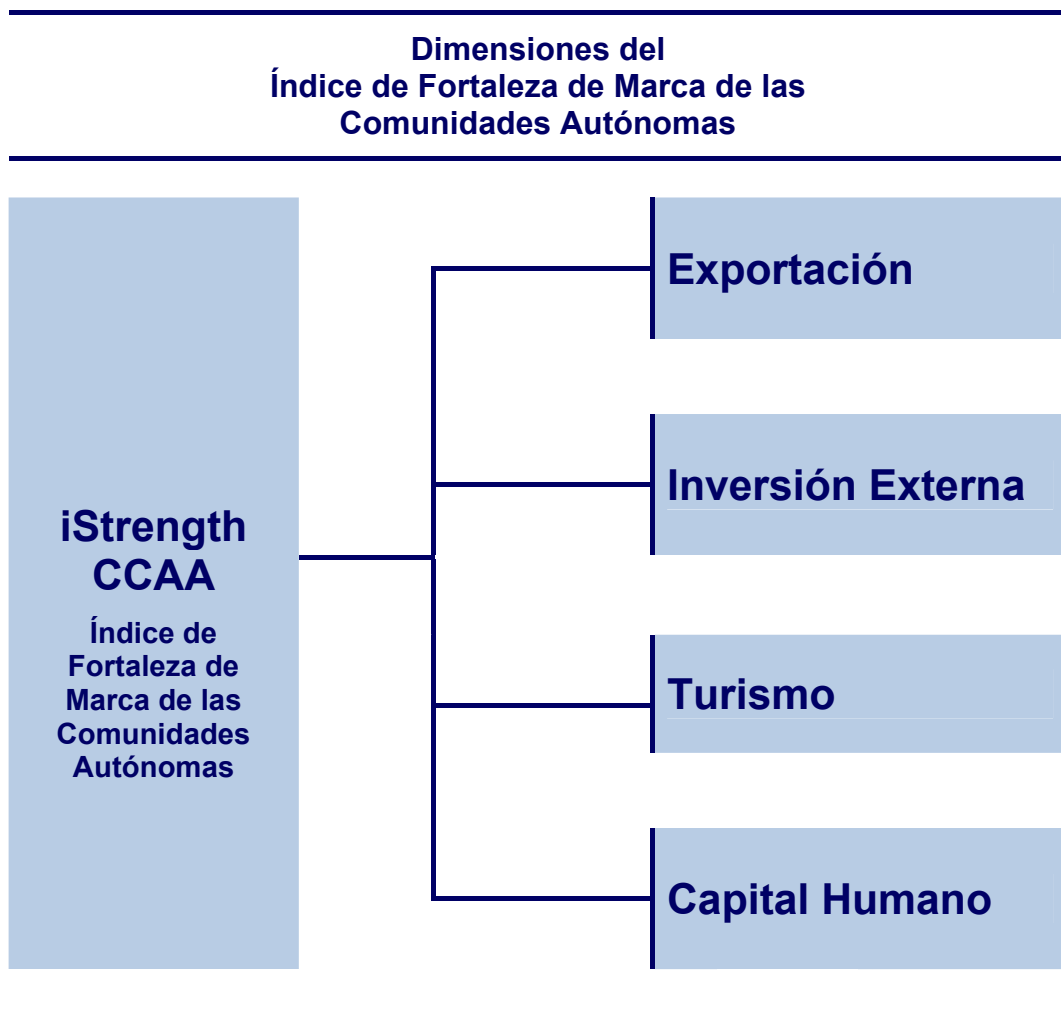 Dimensiones del
Índice de Fortaleza de Marca de las
Comunidades Autónomas
iStrength
CCAA
Índice de
Fortaleza de
Marca de las
Comunidades
Autónomas
Exportación
Inversión Externa
Turismo
Capital Humano